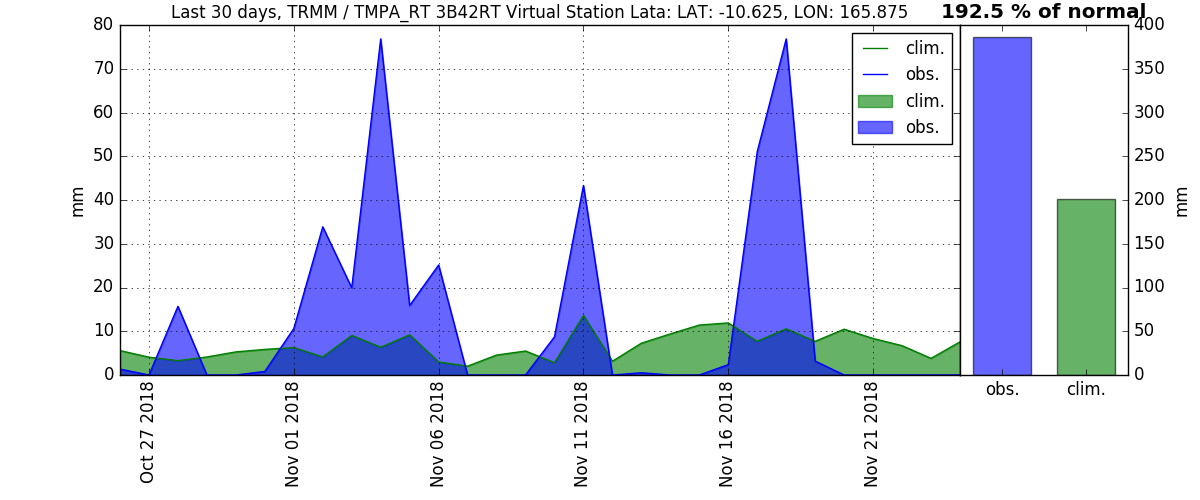 Last 30 days, TRMM / TMPA_RT 3B42RT Virtual Station Lata: LAT: -10.625, LON: 165.875
192.5 % of normal
80
70
60
50
40
30
20
10
0
mm
clim.
obs.
clim.
obs.
Oct 27 2018
Nov 01 2018
Nov 06 2018
Nov 11 2018
Nov 16 2018
Nov 21 2018
400
350
300
250
200
150
100
50
0
mm
obs.
clim.